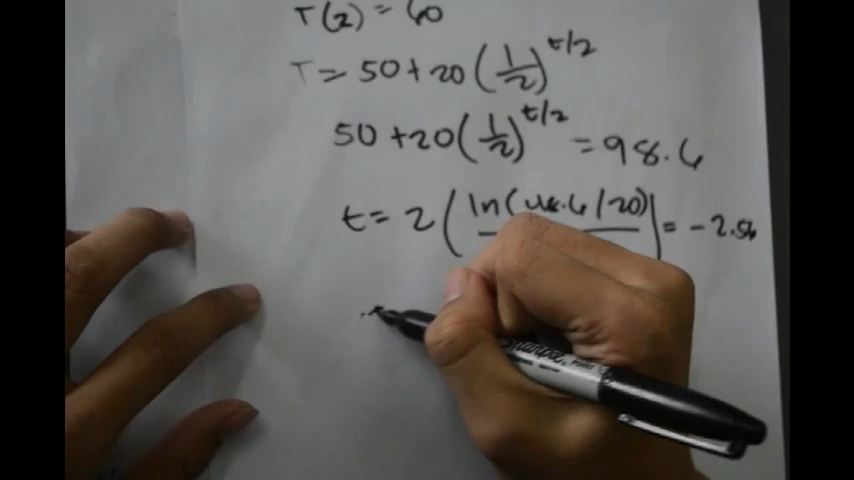 T(2) = 60
T = 50 + 20 (1/2)^t/2
50 + 20 (1/2)^t/2 = 98.6
t = 2 (ln(48.6/20) = -2.56
Sharpie